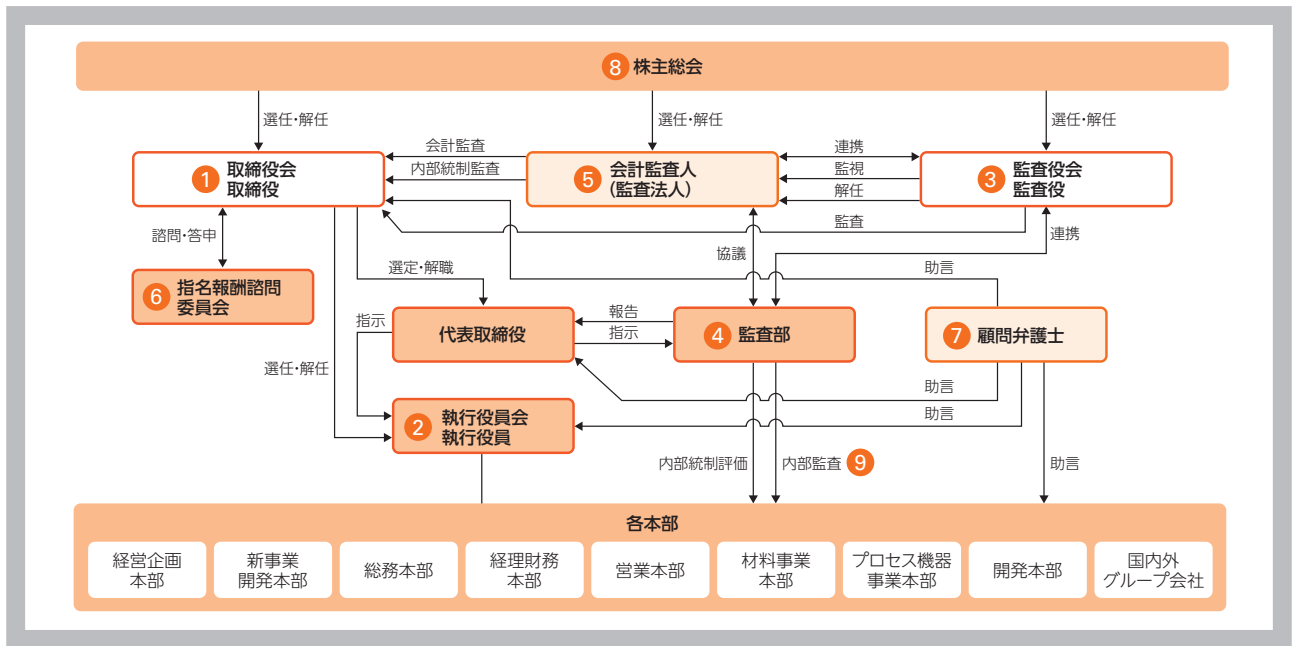 8 株主総会
選任・解任
選任・解任
選任・解任
1 取締役会
取締役
会計監査
内部統制監査
5 会計監査人
(監査法人)
連携
監視
解任
3 監査役会
監査役
監査
諮問・答申
協議
連携
選定・解職
助言
6 指名報酬諮問
委員会
指示
代表取締役
報告
指示
4 監査部
7 顧問弁護士
選任・解任
助言
助言
2 執行役員会
執行役員
内部統制評価
内部監査 9
助言
各本部
経営企画
本部
新事業
開発本部
総務本部
経理財務
本部
営業本部
材料事業
本部
プロセス機器
事業本部
開発本部
国内外
グループ会社